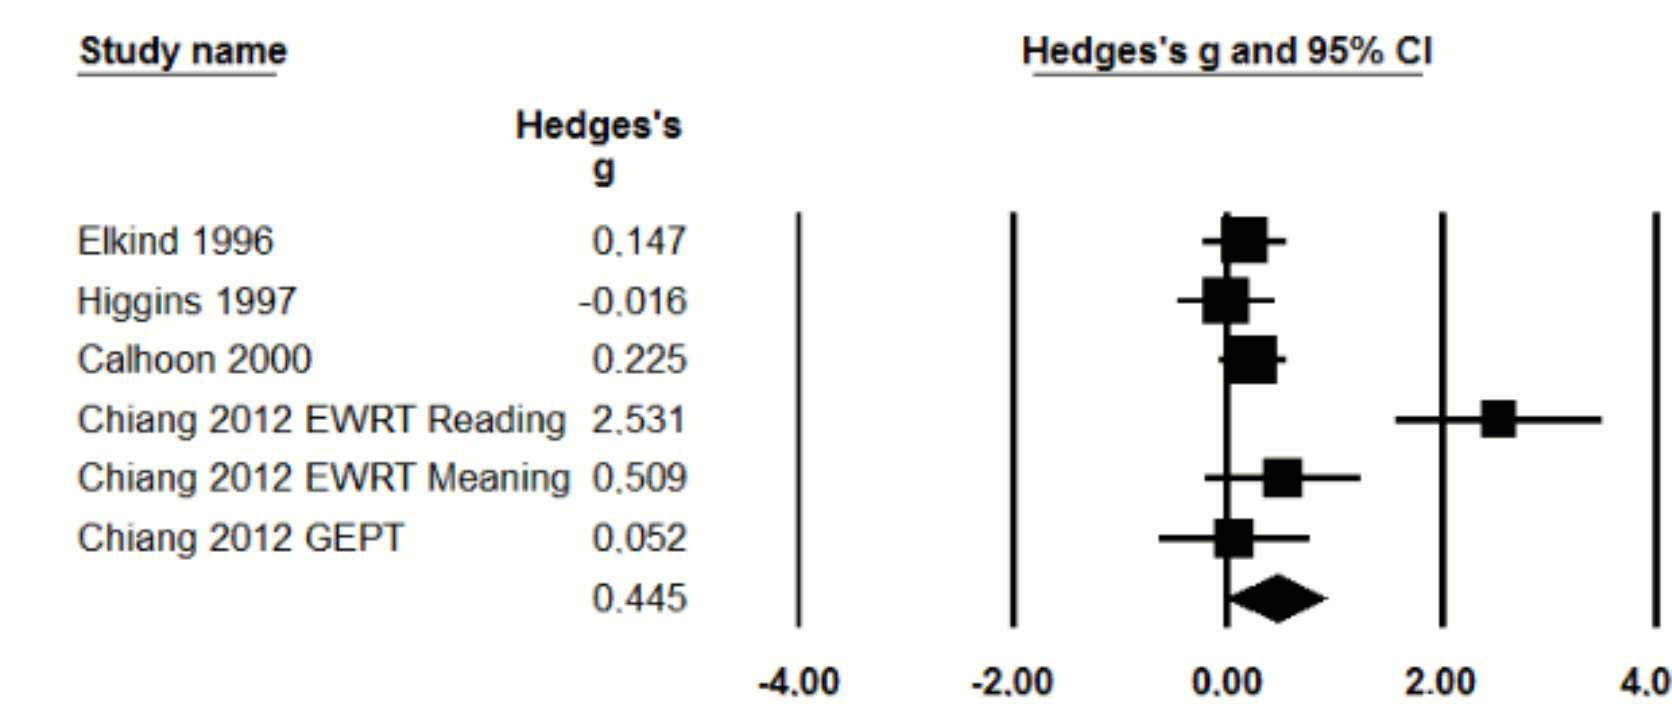 Study name Hedges's g and 95% CI
Hedges's
g
Elkind 1996 0.147
Higgins 1997 -0.016
Calhoon 2000 0.225
Chiang 2012 EWRT Reading 2.531
Chiang 2012 EWRT Meaning 0.509
Chiang 2012 GEPT 0.052
0.445
-4.00 -2.00 0.00 2.00 4.0